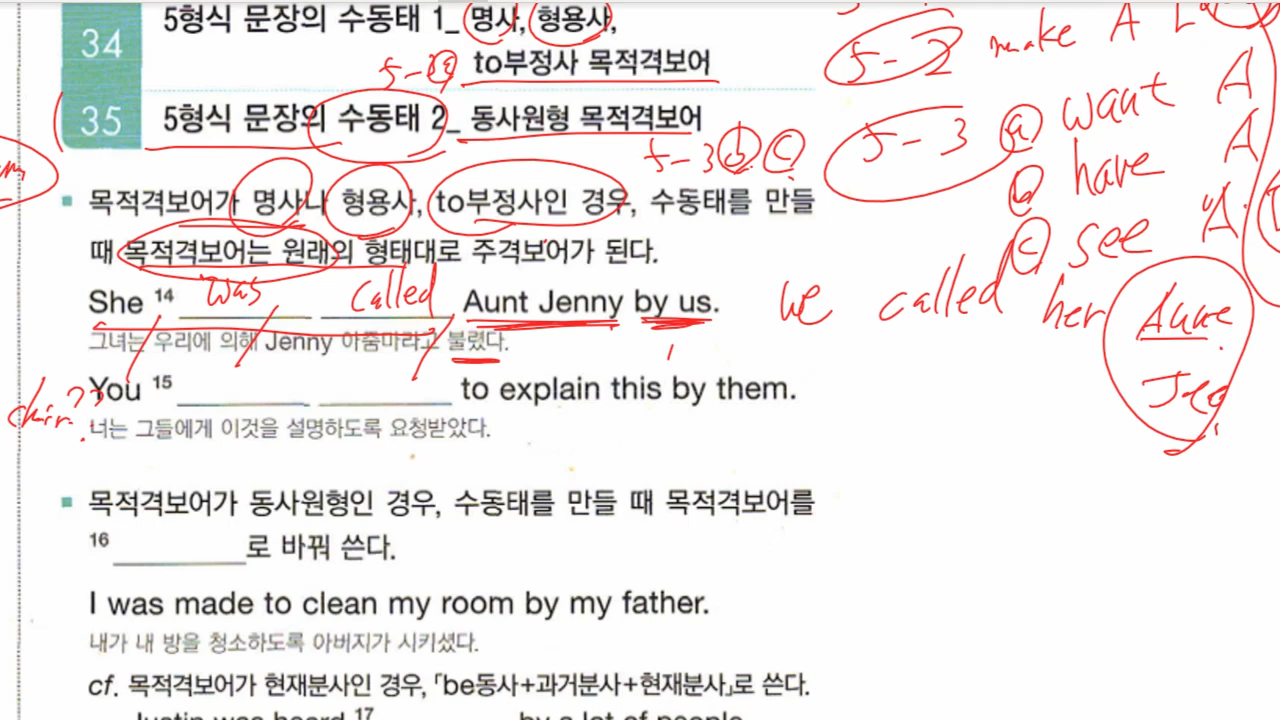 34 5형식 문장의 수동태 1_ 명사, 형용사,
to부정사 목적격보어
35 5형식 문장의 수동태 2_ 동사원형 목적격보어
목적격보어가 명사나 형용사, to부정사인 경우, 수동태를 만들
때 목적격보어는 원래의 형태대로 주격보어가 된다.
She 14 was called Aunt Jenny by us.
그녀는 우리에 의해 Jenny 아줌마라고 불렸다.
You 15 to explain this by them.
너는 그들에게 이것을 설명하도록 요청받았다.
목적격보어가 동사원형인 경우, 수동태를 만들 때 목적격보어를
16 로 바꿔 쓴다.
I was made to clean my room by my father.
내가 내 방을 청소하도록 아버지가 시키셨다.
cf. 목적격보어가 현재분사인 경우, 「be동사+과거분사+현재분사」로 쓴다.
Justin was heard 17 by a lot of people
5-2 make A
5-3 ⓐ want A
ⓑ have A
ⓒ see A
5-3 ⓑ ⓒ
we called her